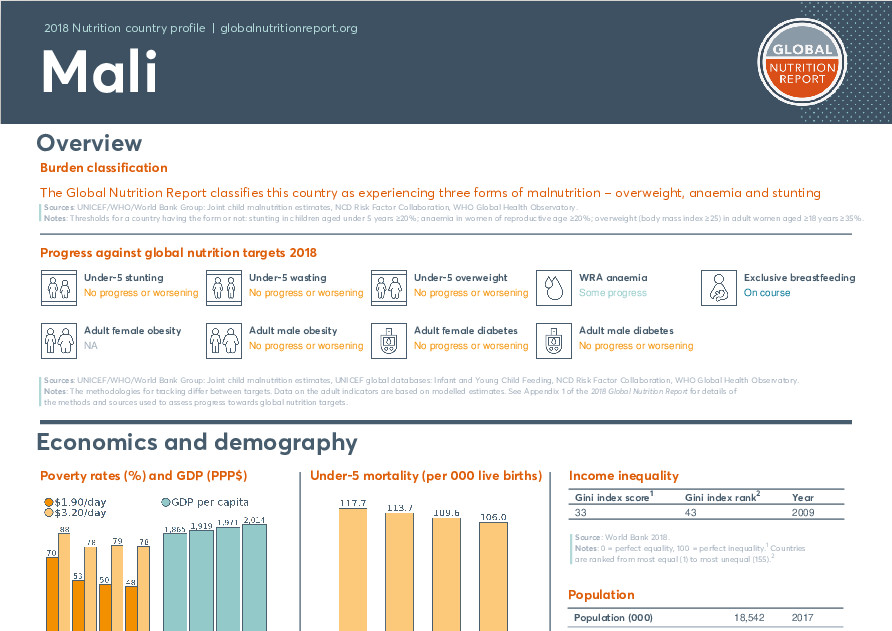 2018 Nutrition country profile | globalnutritionreport.org
Mali
GLOBAL
NUTRITION
REPORT
Overview
Burden classification
The Global Nutrition Report classifies this country as experiencing three forms of malnutrition – overweight, anaemia and stunting
Sources: UNICEF/WHO/World Bank Group: Joint child malnutrition estimates, NCD Risk Factor Collaboration, WHO Global Health Observatory.
Notes: Thresholds for a country having the form or not: stunting in children aged under 5 years ≥20%; anaemia in women of reproductive age ≥20%; overweight (body mass index ≥25) in adult women aged ≥18 years ≥35%.
Progress against global nutrition targets 2018
Under-5 stunting
No progress or worsening
Under-5 wasting
No progress or worsening
Under-5 overweight
No progress or worsening
WRA anaemia
Some progress
Exclusive breastfeeding
On course
Adult female obesity
NA
Adult male obesity
No progress or worsening
Adult female diabetes
No progress or worsening
Adult male diabetes
No progress or worsening
Sources: UNICEF/WHO/World Bank Group: Joint child malnutrition estimates, UNICEF global databases: Infant and Young Child Feeding, NCD Risk Factor Collaboration, WHO Global Health Observatory.
Notes: The methodologies for tracking differ between targets. Data on the adult indicators are based on modelled estimates. See Appendix 1 of the 2018 Global Nutrition Report for details of
the methods and sources used to assess progress towards global nutrition targets.
Economics and demography
Poverty rates (%) and GDP (PPP$)
$1.90/day
$3.20/day
GDP per capita
70 88 53 78 50 79 48 78
1,865 1,919 1,971 2,014
Under-5 mortality (per 000 live births)
117.7 113.7 109.6 106.0
Income inequality
Gini index score1 Gini index rank2 Year
33 43 2009
Source: World Bank 2018.
Notes: 0 = perfect equality, 100 = perfect inequality.1 Countries
are ranked from most equal (1) to most unequal (155).2
Population
Population (000) 18,542 2017